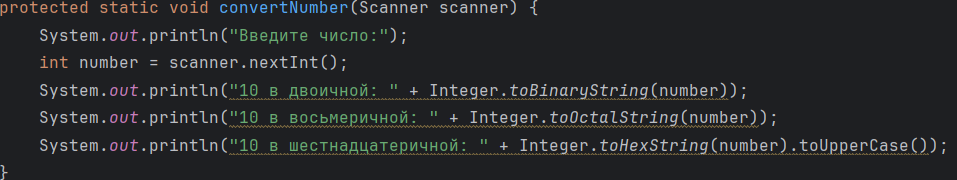 protected static void convertNumber(Scanner scanner) {
System.out.println("Введите число:");
int number = scanner.nextInt();
System.out.println("10 в двоичной: " + Integer.toBinaryString(number));
System.out.println("10 в восьмеричной: " + Integer.toOctalString(number));
System.out.println("10 в шестнадцатеричной: " + Integer.toHexString(number).toUpperCase());
}